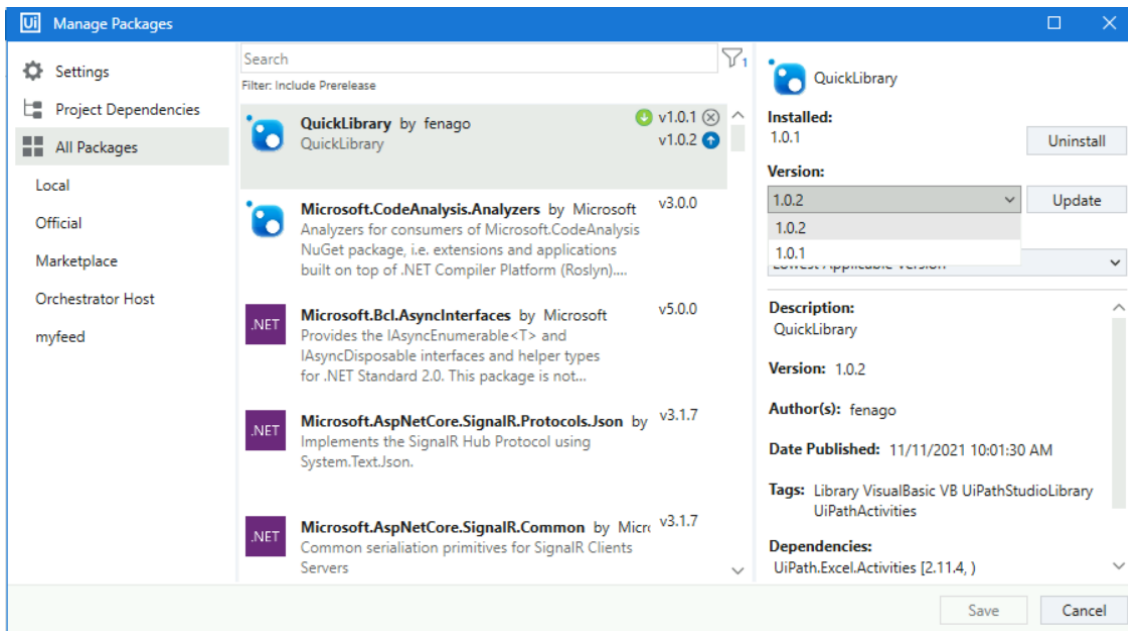 Ui Manage Packages
Settings
Project Dependencies
All Packages
Local
Official
Marketplace
Orchestrator Host
myfeed
Search
1
Filter: Include Prerelease
QuickLibrary by fenago
v1.0.1
QuickLibrary
v1.0.2
Microsoft.CodeAnalysis.Analyzers by Microsoft
v3.0.0
Analyzers for consumers of Microsoft.CodeAnalysis
NuGet package, i.e. extensions and applications
built on top of .NET Compiler Platform (Roslyn)....
.NET
Microsoft.Bcl.AsyncInterfaces by Microsoft
v5.0.0
Provides the IAsyncEnumerable<T> and
IAsyncDisposable interfaces and helper types
for .NET Standard 2.0. This package is not...
.NET
Microsoft.AspNetCore.SignalR.Protocols.Json by
v3.1.7
Implements the SignalR Hub Protocol using
System.Text.Json.
.NET
Microsoft.AspNetCore.SignalR.Common by Micro
v3.1.7
Common serialiation primitives for SignalR Clients
Servers
QuickLibrary
Installed:
1.0.1
Uninstall
Version:
1.0.2
Update
1.0.2
1.0.1
Lowest Applicable Version
Description:
QuickLibrary
Version: 1.0.2
Author(s): fenago
Date Published: 11/11/2021 10:01:30 AM
Tags: Library VisualBasic VB UiPathStudioLibrary
UiPathActivities
Dependencies:
UiPath.Excel.Activities [2.11.4, )
Save
Cancel